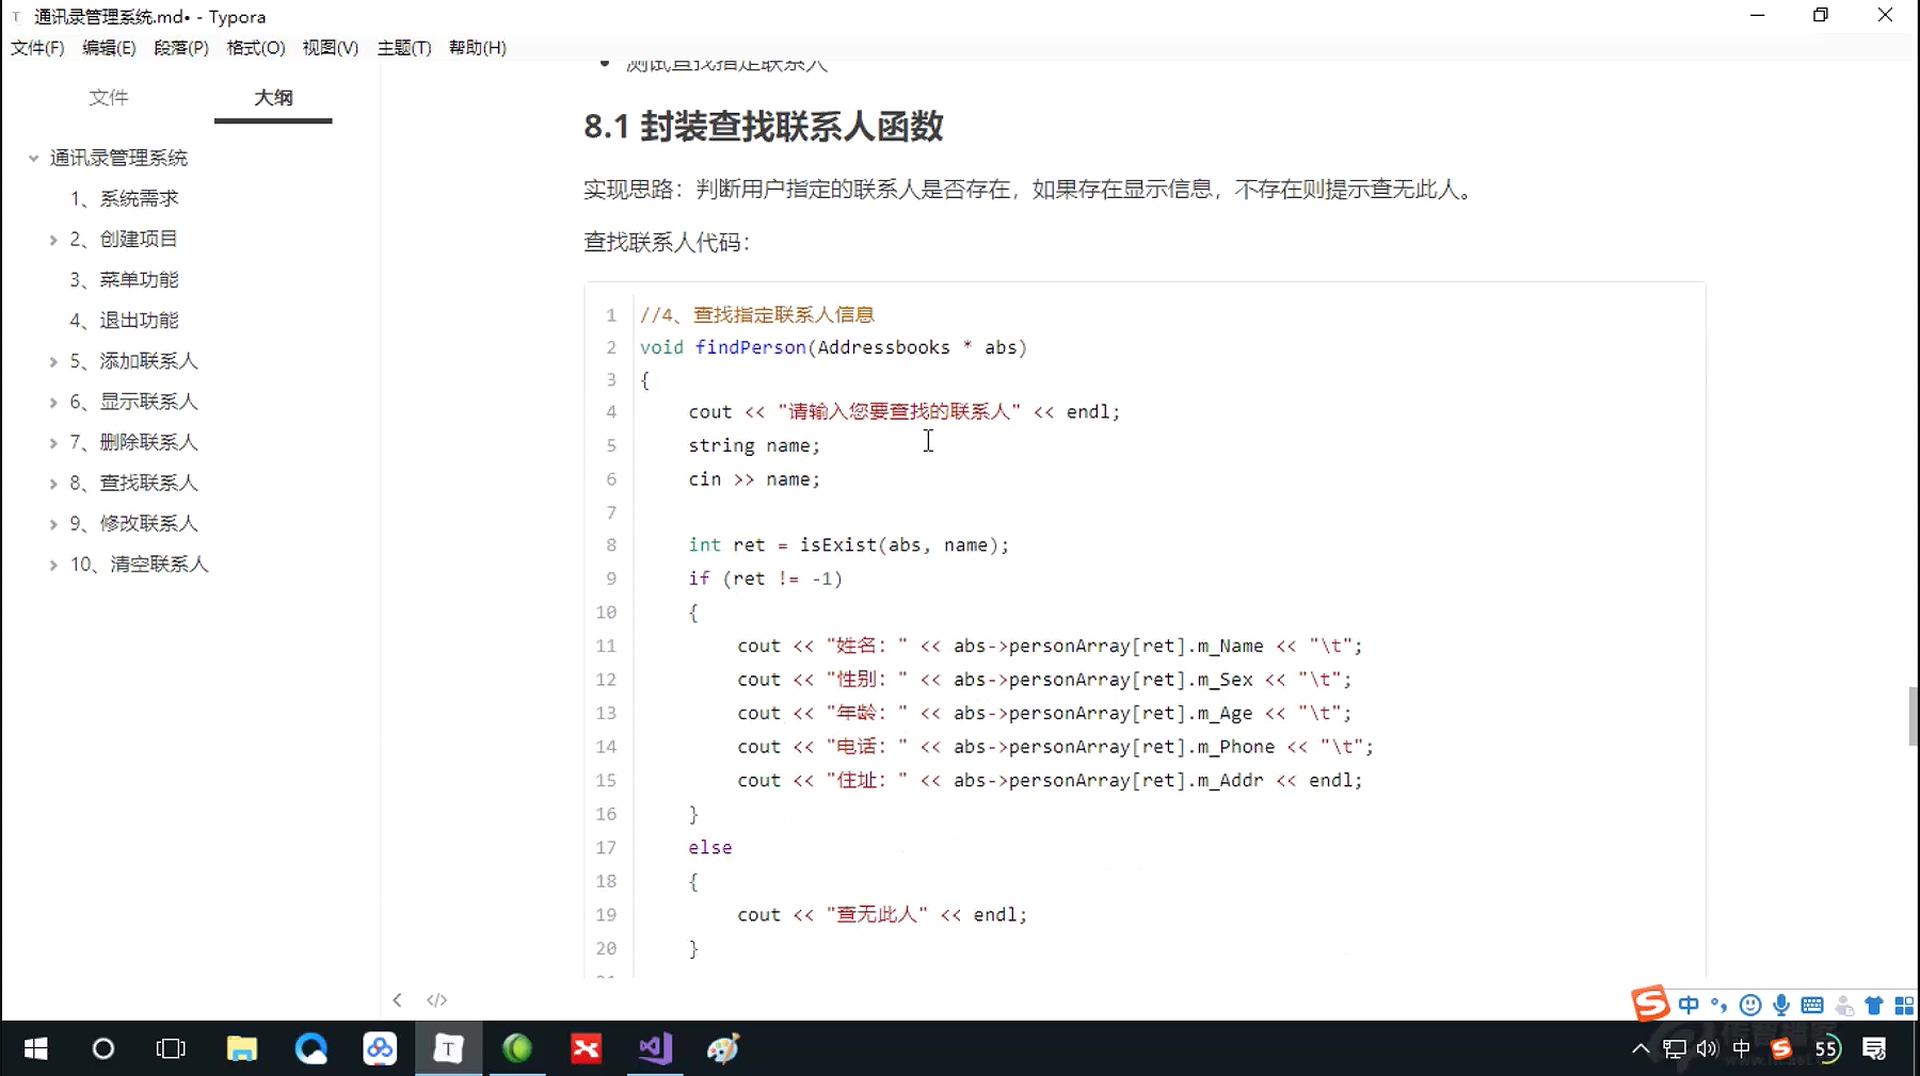 通讯录管理系统.md• - Typora
文件(F) 编辑(E) 段落(P) 格式(O) 视图(V) 主题(T) 帮助(H)
文件 大纲
通讯录管理系统
1、系统需求
2、创建项目
3、菜单功能
4、退出功能
5、添加联系人
6、显示联系人
7、删除联系人
8、查找联系人
9、修改联系人
10、清空联系人
• 测试查找指定联系人
8.1 封装查找联系人函数
实现思路：判断用户指定的联系人是否存在，如果存在显示信息，不存在则提示查无此人。
查找联系人代码：
1 //4、查找指定联系人信息
2 void findPerson(Addressbooks * abs)
3 {
4 cout << "请输入您要查找的联系人" << endl;
5 string name;
6 cin >> name;
7
8 int ret = isExist(abs, name);
9 if (ret != -1)
10 {
11 cout << "姓名：" << abs->personArray[ret].m_Name << "\t";
12 cout << "性别：" << abs->personArray[ret].m_Sex << "\t";
13 cout << "年龄：" << abs->personArray[ret].m_Age << "\t";
14 cout << "电话：" << abs->personArray[ret].m_Phone << "\t";
15 cout << "住址：" << abs->personArray[ret].m_Addr << endl;
16 }
17 else
18 {
19 cout << "查无此人" << endl;
20 }
中
中 55